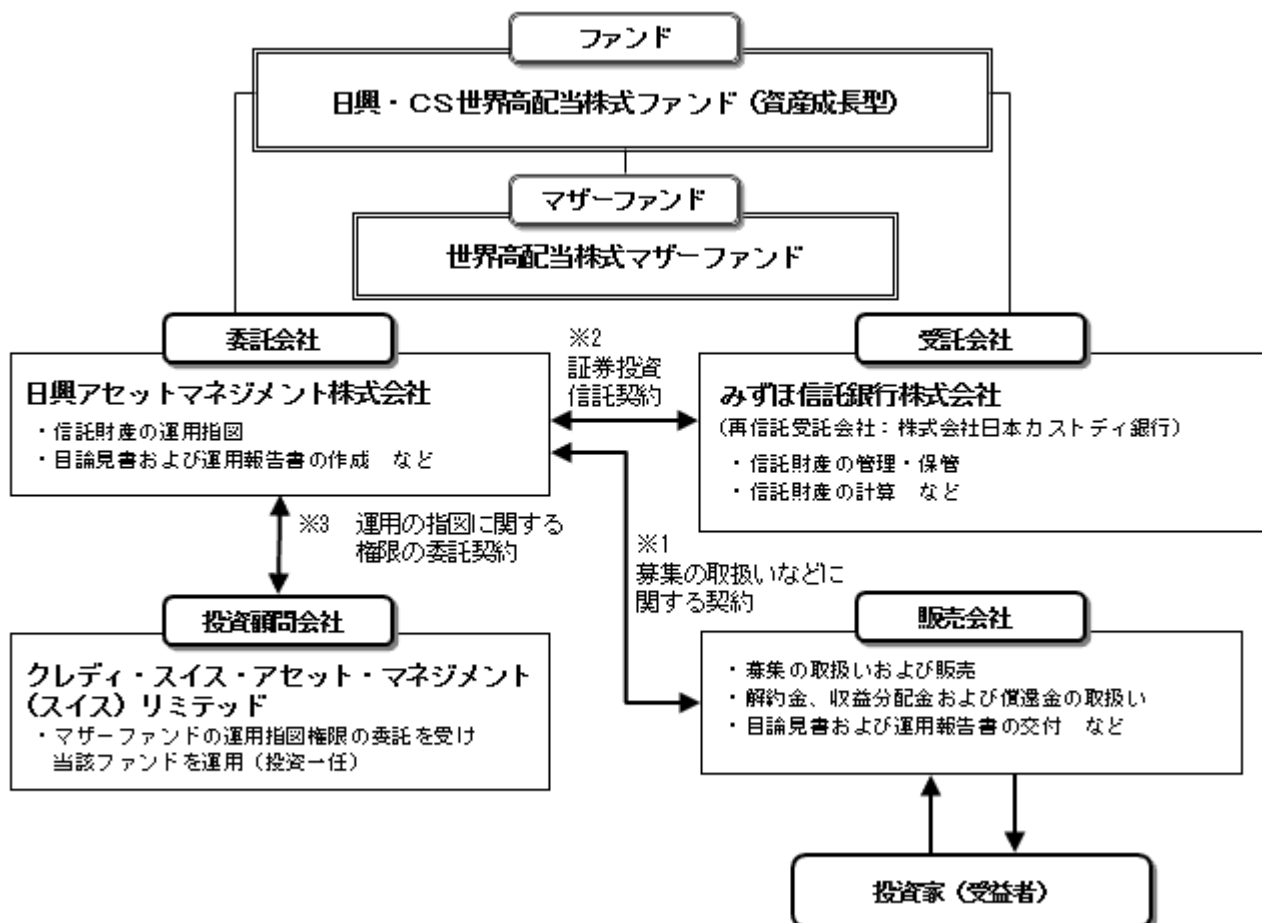 ファンド
日興・CS世界高配当株式ファンド（資産成長型）
マザーファンド
世界高配当株式マザーファンド
委託会社
日興アセットマネジメント株式会社
・信託財産の運用指図
・目論見書および運用報告書の作成　など
※2
証券投資
信託契約
受託会社
みずほ信託銀行株式会社
（再信託受託会社：株式会社日本カストディ銀行）
・信託財産の管理・保管
・信託財産の計算　など
※3　運用の指図に関する
権限の委託契約
※1
募集の取扱いなどに
関する契約
投資顧問会社
クレディ・スイス・アセット・マネジメント
（スイス）リミテッド
・マザーファンドの運用指図権限の委託を受け
当該ファンドを運用（投資一任）
販売会社
・募集の取扱いおよび販売
・解約金、収益分配金および償還金の取扱い
・目論見書および運用報告書の交付　など
投資家（受益者）